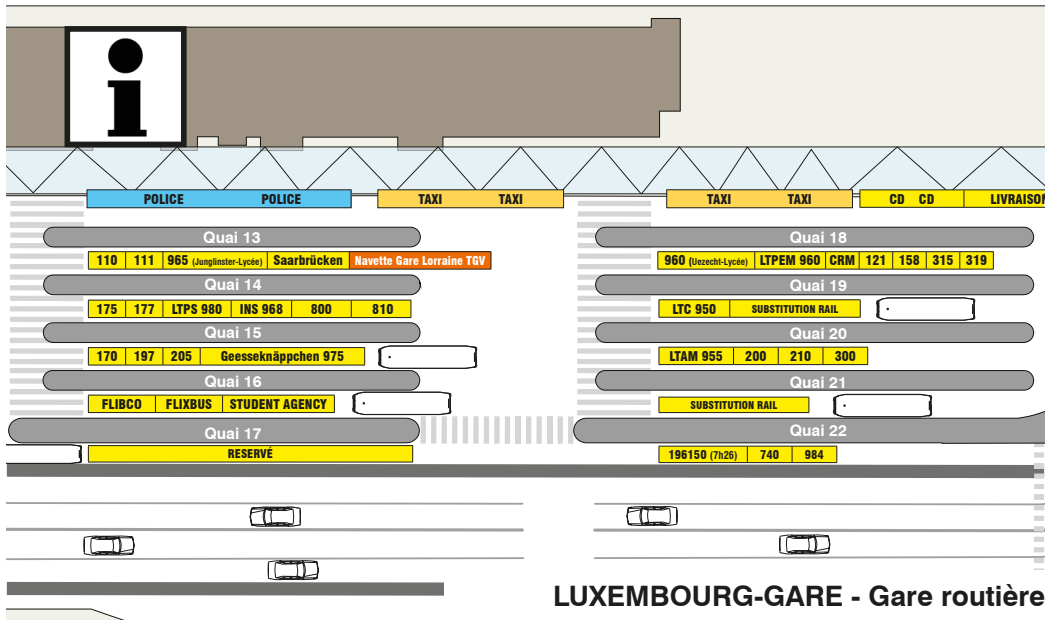 i
POLICE POLICE TAXI TAXI TAXI TAXI CD CD LIVRAISON
Quai 13
110 111 965 (Junglinster-Lycée) Saarbrücken Navette Gare Lorraine TGV
Quai 14
175 177 LTPS 980 INS 968 800 810
Quai 15
170 197 205 Geesseknäppchen 975
Quai 16
FLIBCO FLIXBUS STUDENT AGENCY
Quai 17
RESERVÉ
Quai 18
960 (Uezecht-Lycée) LTPEM 960 CRM 121 158 315 319
Quai 19
LTC 950 SUBSTITUTION RAIL
Quai 20
LTAM 955 200 210 300
Quai 21
SUBSTITUTION RAIL
Quai 22
196150 (7h26) 740 984
LUXEMBOURG-GARE - Gare routière